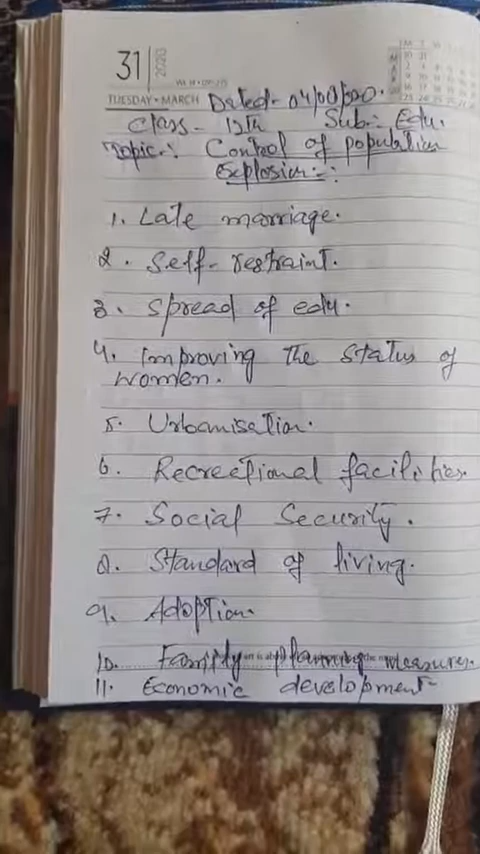 31
2020
TUESDAY • MARCH Dated-
Class- 12th Sub:- Edu.
Topic:- Control of population
Explosion:-
1. Late marriage.
2. Self-restraint.
3. Spread of edu.
4. Improving the status of
women.
5. Urbanisation.
6. Recreational facilities.
7. Social Security.
8. Standard of living.
9. Adoption.
10. Family planning measures.
11. Economic development